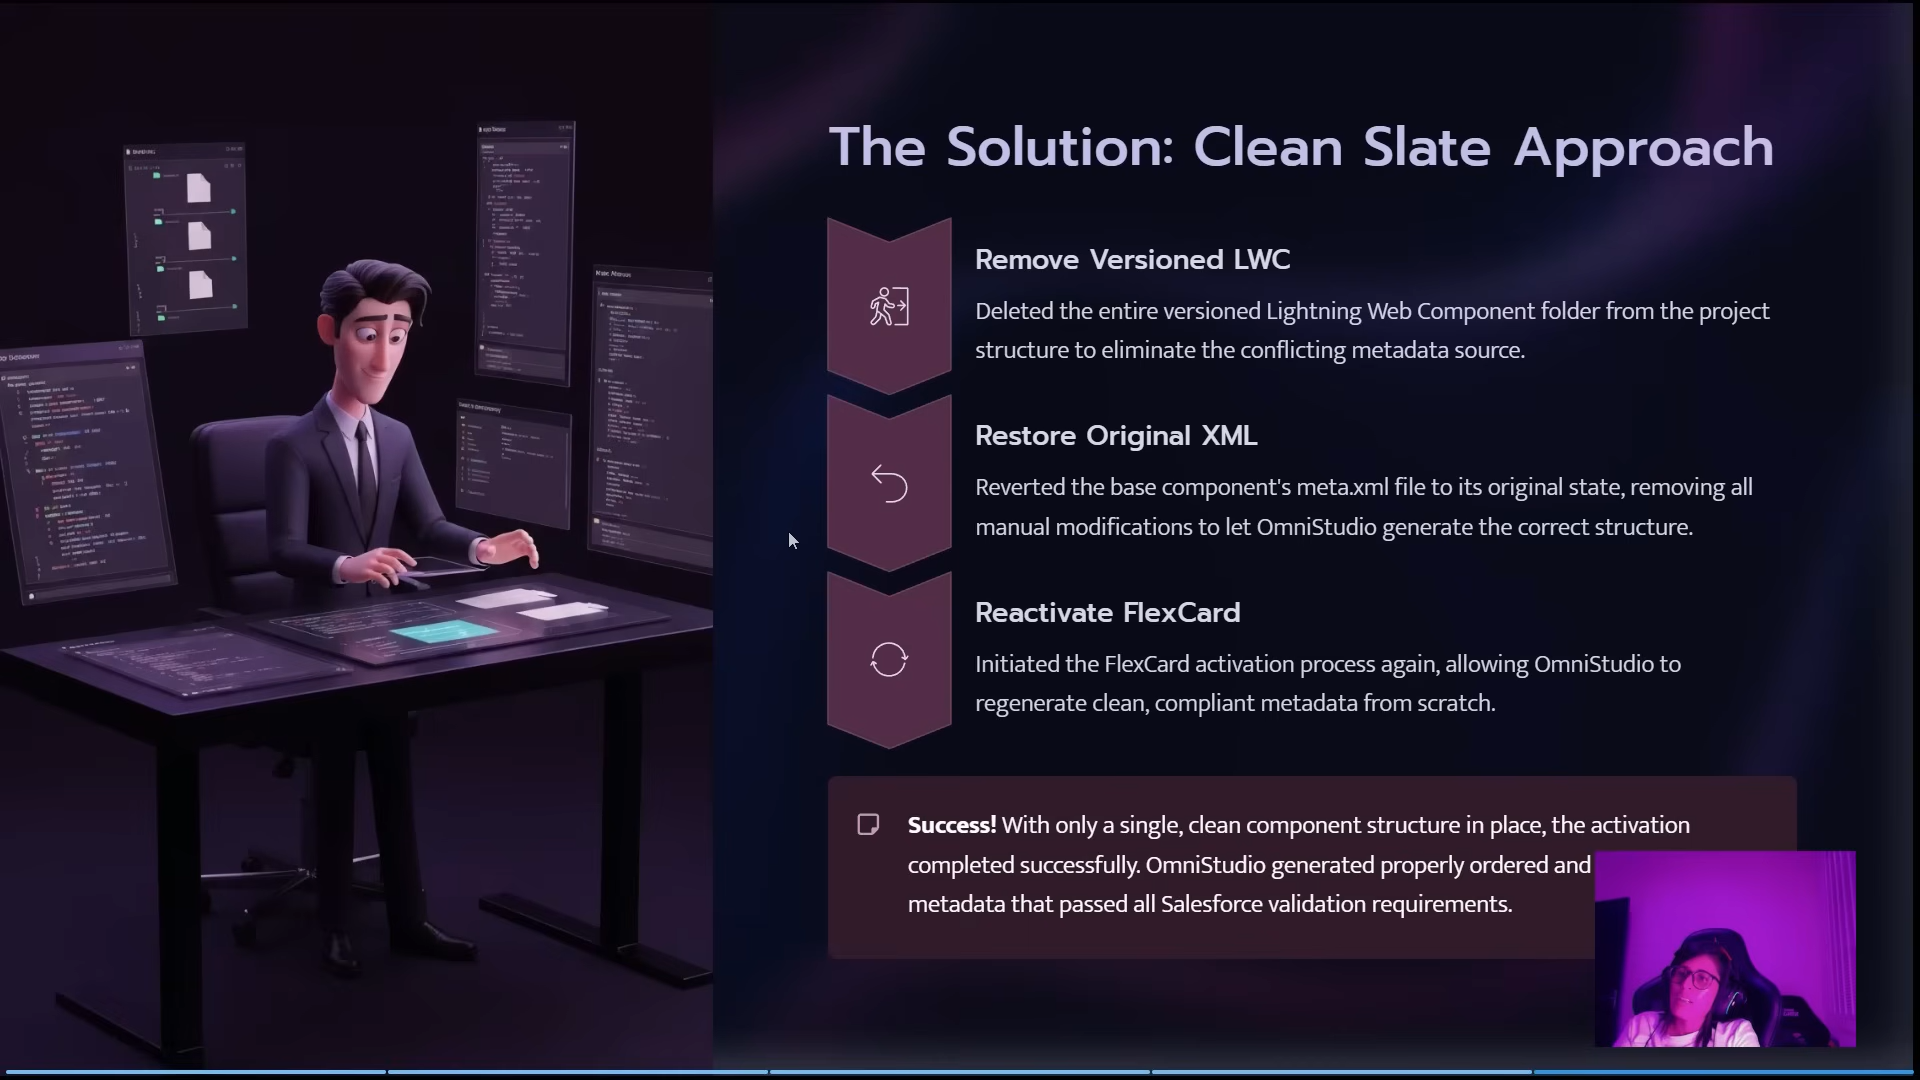 The Solution: Clean Slate Approach
Remove Versioned LWC
Deleted the entire versioned Lightning Web Component folder from the project
structure to eliminate the conflicting metadata source.
Restore Original XML
Reverted the base component's meta.xml file to its original state, removing all
manual modifications to let OmniStudio generate the correct structure.
Reactivate FlexCard
Initiated the FlexCard activation process again, allowing OmniStudio to
regenerate clean, compliant metadata from scratch.
Success! With only a single, clean component structure in place, the activation
completed successfully. OmniStudio generated properly ordered and
metadata that passed all Salesforce validation requirements.